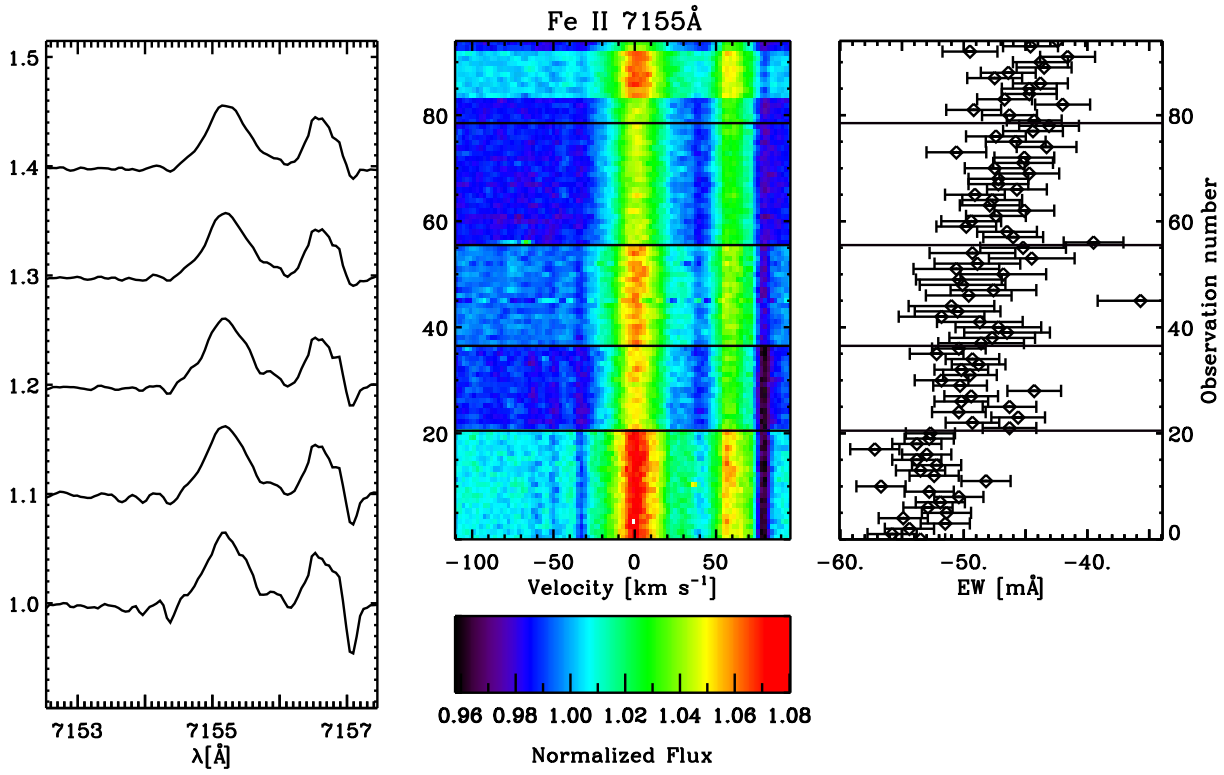 Fe II 7155Å
1.5
1.4
1.3
1.2
1.1
1.0
7153 7155 7157
λ[Å]
80
60
40
20
-100 -50 0 50
Velocity [km s⁻¹]
0.96 0.98 1.00 1.02 1.04 1.06 1.08
Normalized Flux
80
60
40
20
0
-60. -50. -40.
EW [mÅ]
Observation number